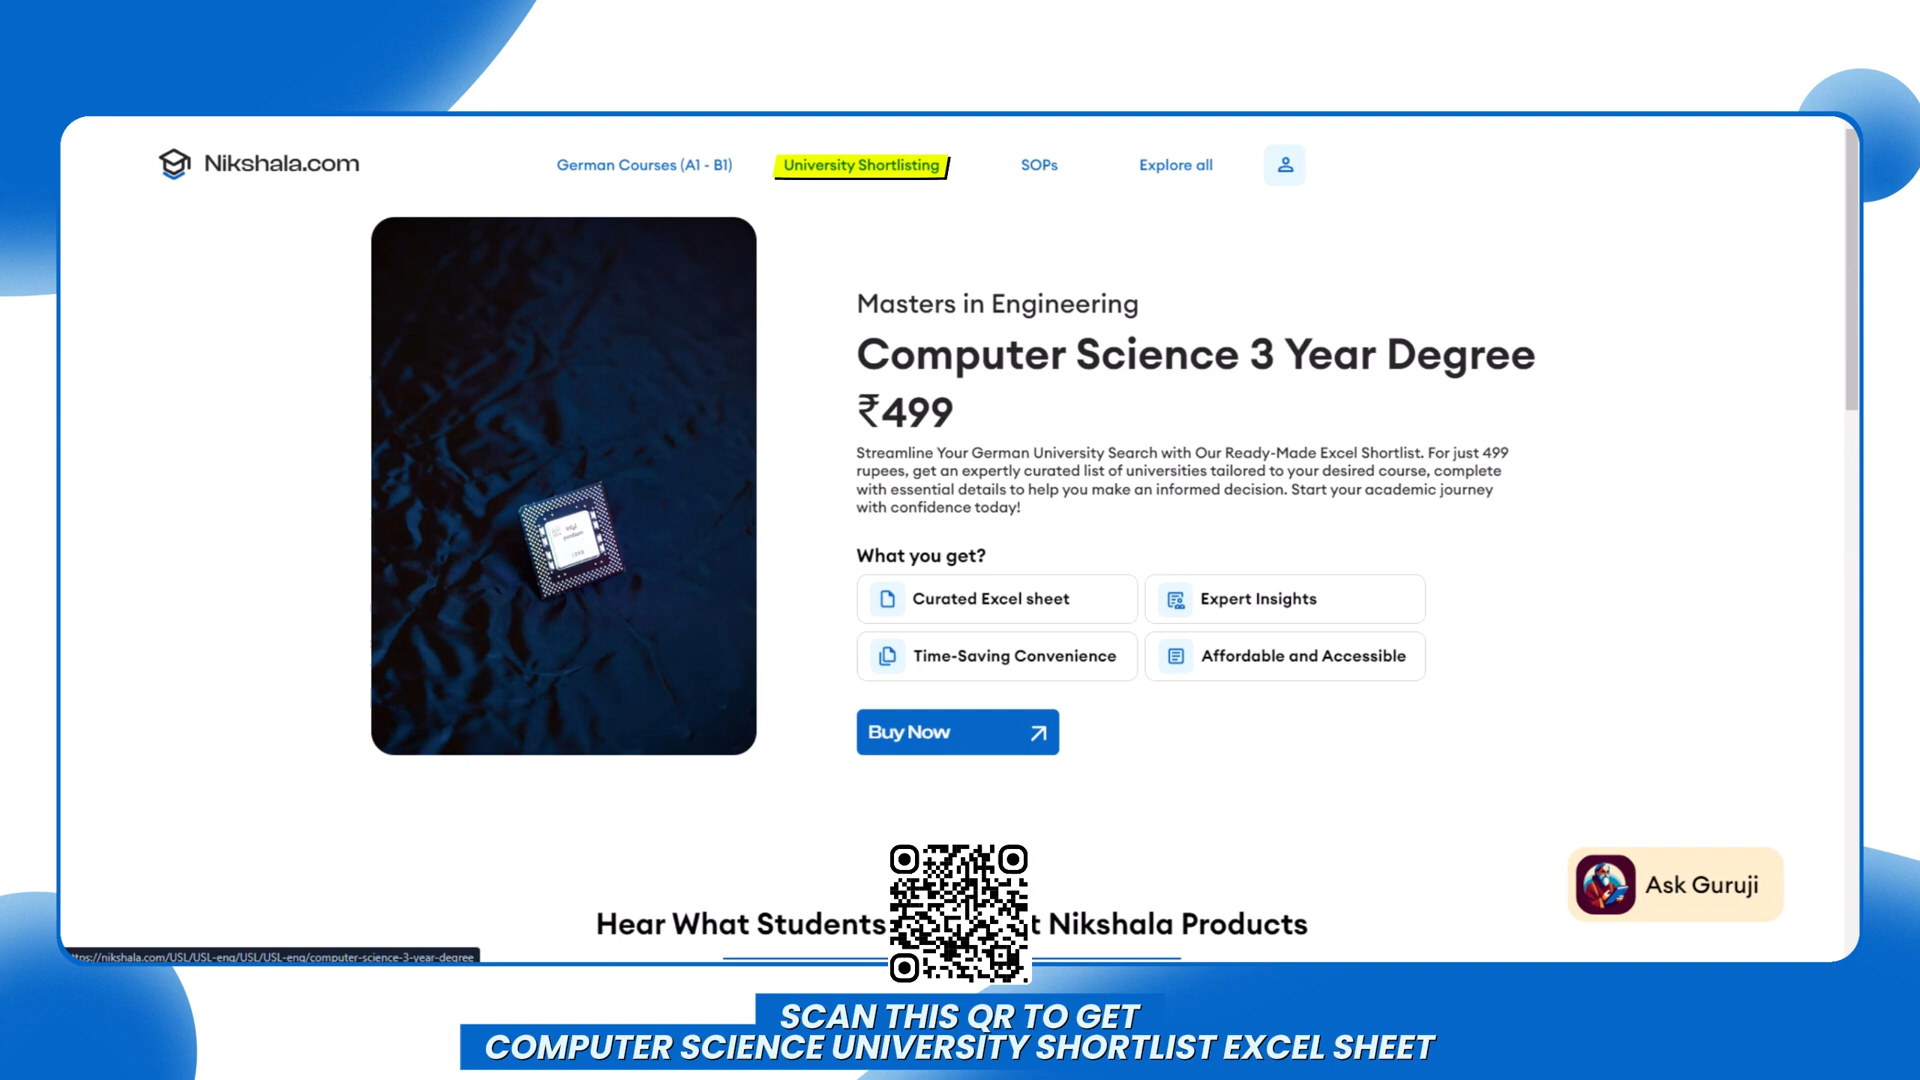 Nikshala.com
German Courses (A1 - B1)
University Shortlisting
SOPs
Explore all
Masters in Engineering
Computer Science 3 Year Degree
₹499
Streamline Your German University Search with Our Ready-Made Excel Shortlist. For just 499
rupees, get an expertly curated list of universities tailored to your desired course, complete
with essential details to help you make an informed decision. Start your academic journey
with confidence today!
What you get?
Curated Excel sheet
Expert Insights
Time-Saving Convenience
Affordable and Accessible
Buy Now
Ask Guruji
Hear What Students t Nikshala Products
ttps://nikshala.com/USL/USL-eng/USL/USL-eng/computer-science-3-year-degree
SCAN THIS QR TO GET
COMPUTER SCIENCE UNIVERSITY SHORTLIST EXCEL SHEET